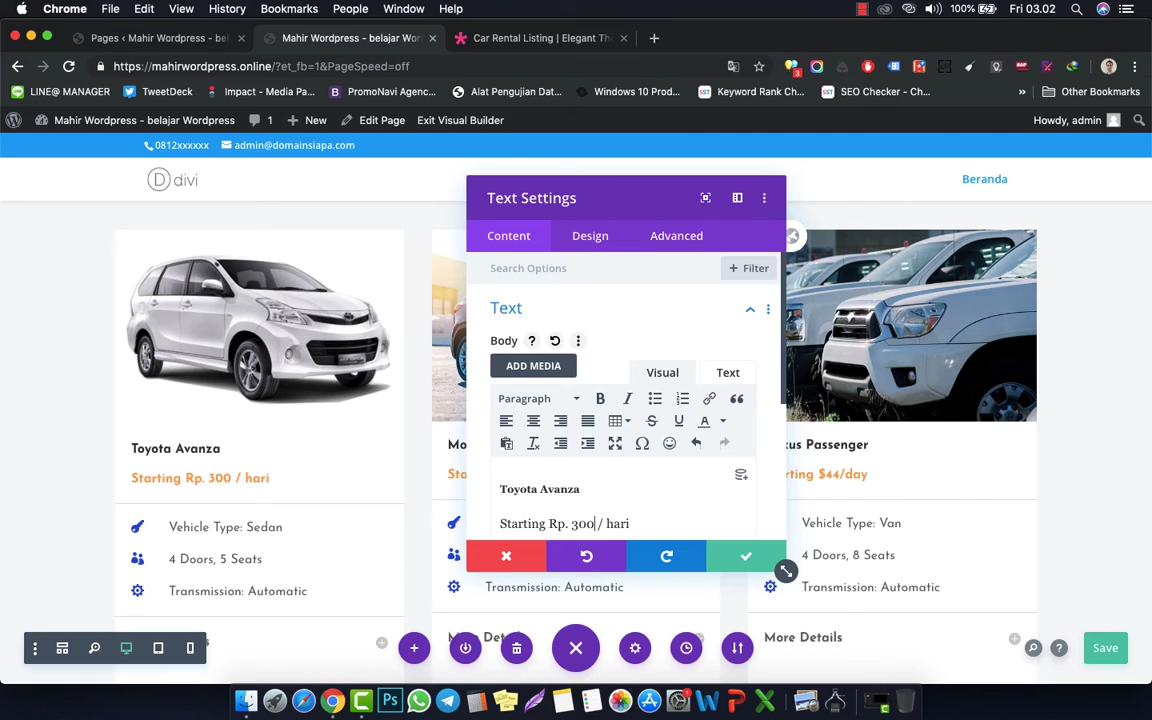 Chrome File Edit View History Bookmarks People Window Help 100% Fri 03.02
Pages ‹ Mahir Wordpress - bel
Mahir Wordpress - belajar Wor
Car Rental Listing | Elegant Th
https://mahirwordpress.online/?et_fb=1&PageSpeed=off
LINE@ MANAGER TweetDeck Impact - Media Pa... PromoNavi Agenc... Alat Pengujian Dat... Windows 10 Prod... Keyword Rank Ch... SEO Checker - Ch... » Other Bookmarks
Mahir Wordpress - belajar Wordpress 1 New Edit Page Exit Visual Builder Howdy, admin
0812xxxxxx admin@domainsiapa.com
divi
Beranda
Text Settings
Content Design Advanced
Search Options + Filter
Text
Body ?
ADD MEDIA
Visual Text
Paragraph B I
Toyota Avanza
Starting Rp. 300 / hari
Toyota Avanza
Starting Rp. 300 / hari
Vehicle Type: Sedan
4 Doors, 5 Seats
Transmission: Automatic
Transmission: Automatic
Passenger
$44/day
Vehicle Type: Van
4 Doors, 8 Seats
Transmission: Automatic
More Details
Save